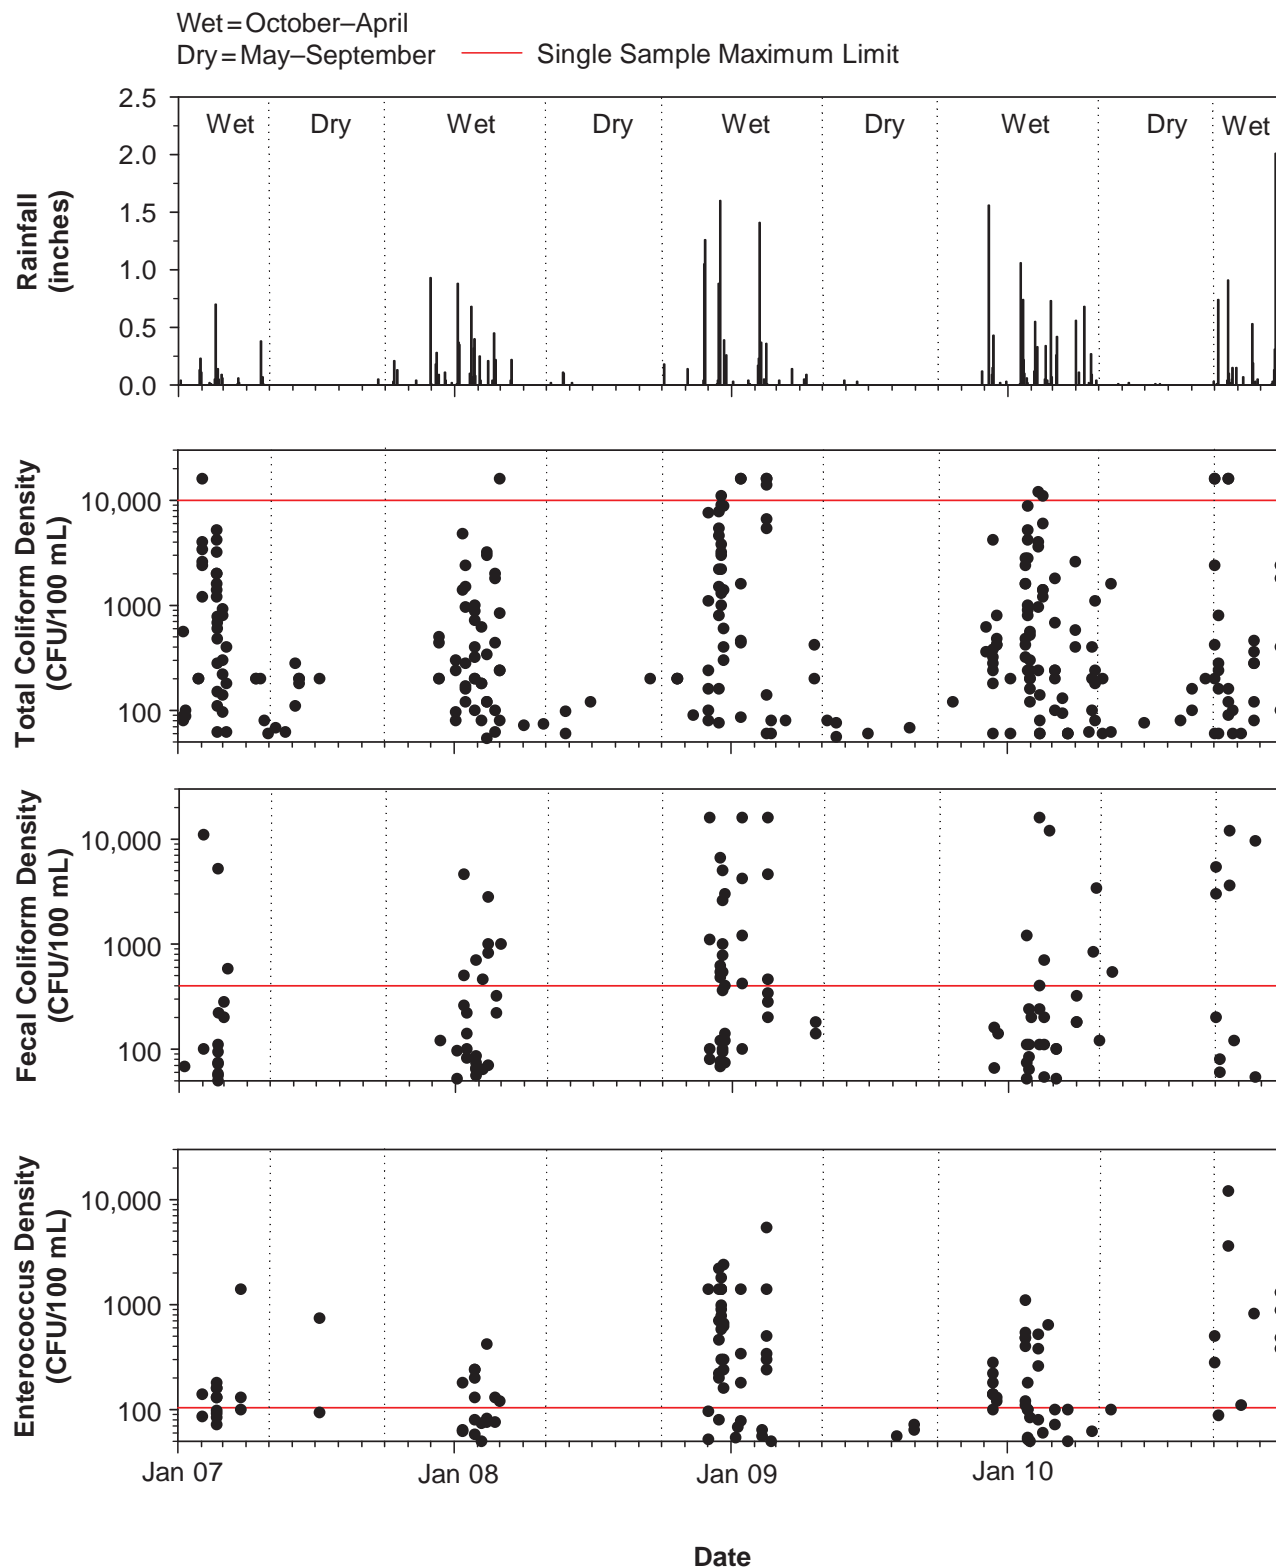 Wet=October–April
Dry=May–September
Single Sample Maximum Limit
Rainfall
(inches)
2.5
2.0
1.5
1.0
0.5
0.0
Wet
Dry
Wet
Dry
Wet
Dry
Wet
Dry
Wet
Total Coliform Density
(CFU/100 mL)
10,000
1000
100
Fecal Coliform Density
(CFU/100 mL)
10,000
1000
100
Enterococcus Density
(CFU/100 mL)
10,000
1000
100
Jan 07
Jan 08
Jan 09
Jan 10
Date